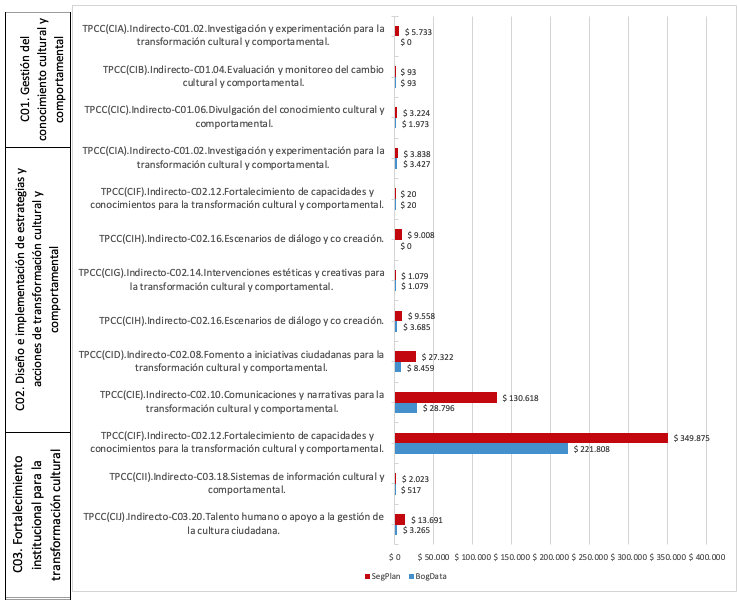 C01. Gestión del
conocimiento cultural y
comportamental
TPCC(CIA).Indirecto-C01.02.Investigación y experimentación para la
transformación cultural y comportamental.
$ 5.733
$ 0
TPCC(CIB).Indirecto-C01.04.Evaluación y monitoreo del cambio
cultural y comportamental.
$ 93
$ 93
TPCC(CIC).Indirecto-C01.06.Divulgación del conocimiento cultural y
comportamental.
$ 3.224
$ 1.973
C02. Diseño e implementación de estrategias y
acciones de transformación cultural y
comportamental
TPCC(CIA).Indirecto-C01.02.Investigación y experimentación para la
transformación cultural y comportamental.
$ 3.838
$ 3.427
TPCC(CIF).Indirecto-C02.12.Fortalecimiento de capacidades y
conocimientos para la transformación cultural y comportamental.
$ 20
$ 20
TPCC(CIH).Indirecto-C02.16.Escenarios de diálogo y co creación.
$ 9.008
$ 0
TPCC(CIG).Indirecto-C02.14.Intervenciones estéticas y creativas para
la transformación cultural y comportamental.
$ 1.079
$ 1.079
TPCC(CIH).Indirecto-C02.16.Escenarios de diálogo y co creación.
$ 9.558
$ 3.685
TPCC(CID).Indirecto-C02.08.Fomento a iniciativas ciudadanas para la
transformación cultural y comportamental.
$ 27.322
$ 8.459
TPCC(CIE).Indirecto-C02.10.Comunicaciones y narrativas para la
transformación cultural y comportamental.
$ 130.618
$ 28.796
TPCC(CIF).Indirecto-C02.12.Fortalecimiento de capacidades y
conocimientos para la transformación cultural y comportamental.
$ 349.875
$ 221.808
C03. Fortalecimiento
institucional para la
transformación cultural
TPCC(CII).Indirecto-C03.18.Sistemas de información cultural y
comportamental.
$ 2.023
$ 517
TPCC(CIJ).Indirecto-C03.20.Talento humano o apoyo a la gestión de
la cultura ciudadana.
$ 13.691
$ 3.265
$ 0 $ 50.000 $ 100.000 $ 150.000 $ 200.000 $ 250.000 $ 300.000 $ 350.000 $ 400.000
SegPlan BogData